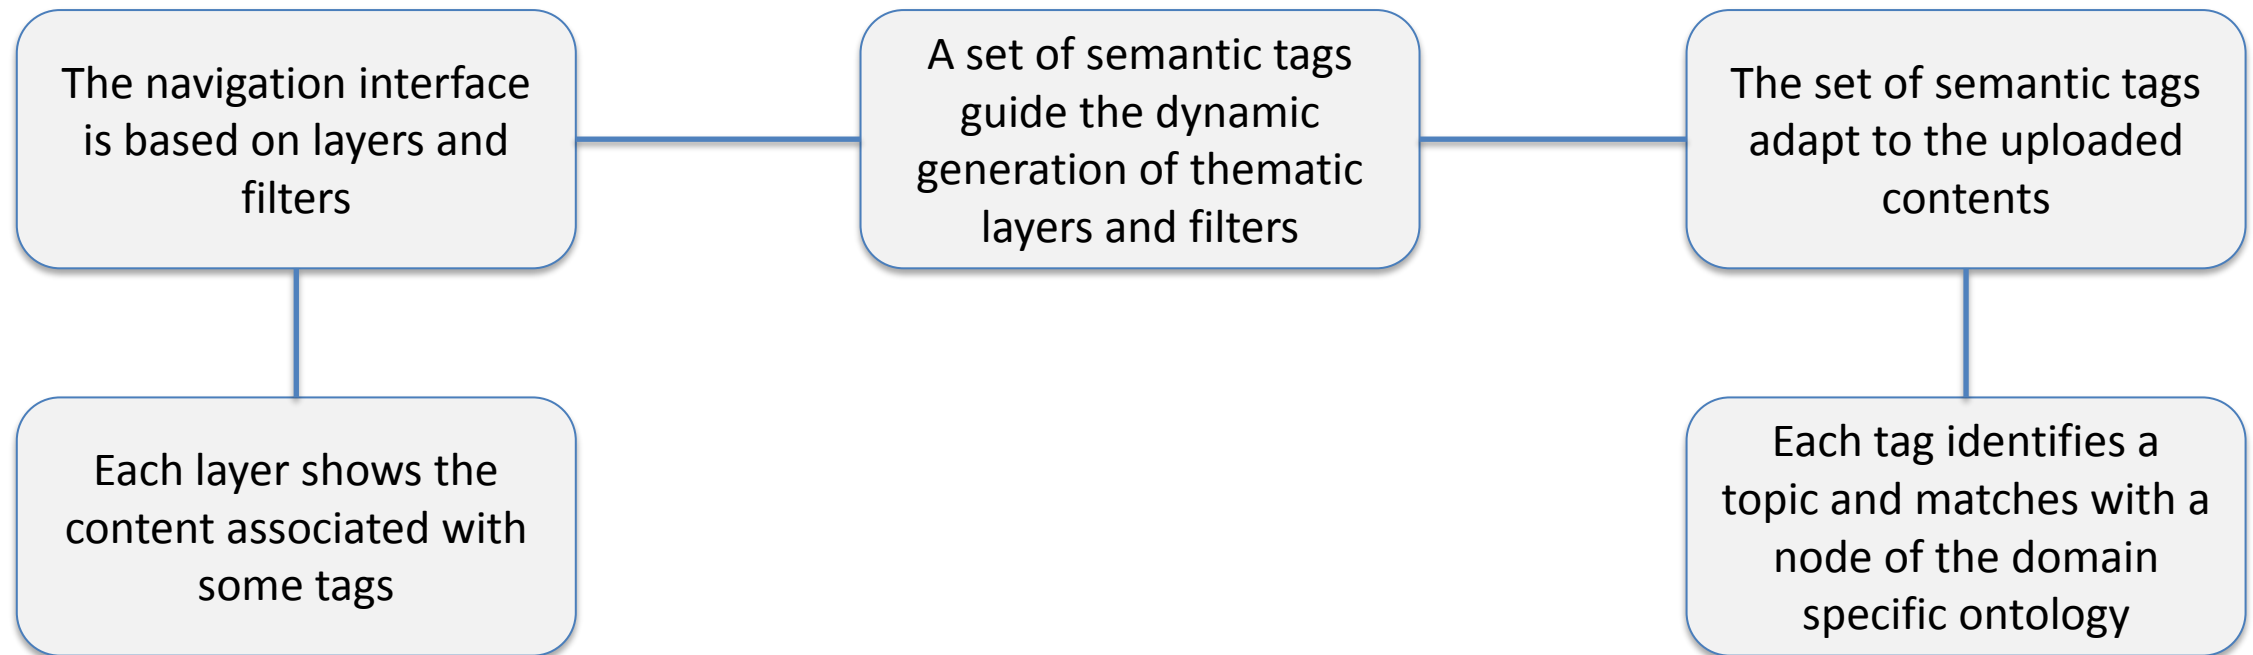 The navigation interface
is based on layers and
filters
A set of semantic tags
guide the dynamic
generation of thematic
layers and filters
The set of semantic tags
adapt to the uploaded
contents
Each layer shows the
content associated with
some tags
Each tag identifies a
topic and matches with a
node of the domain
specific ontology